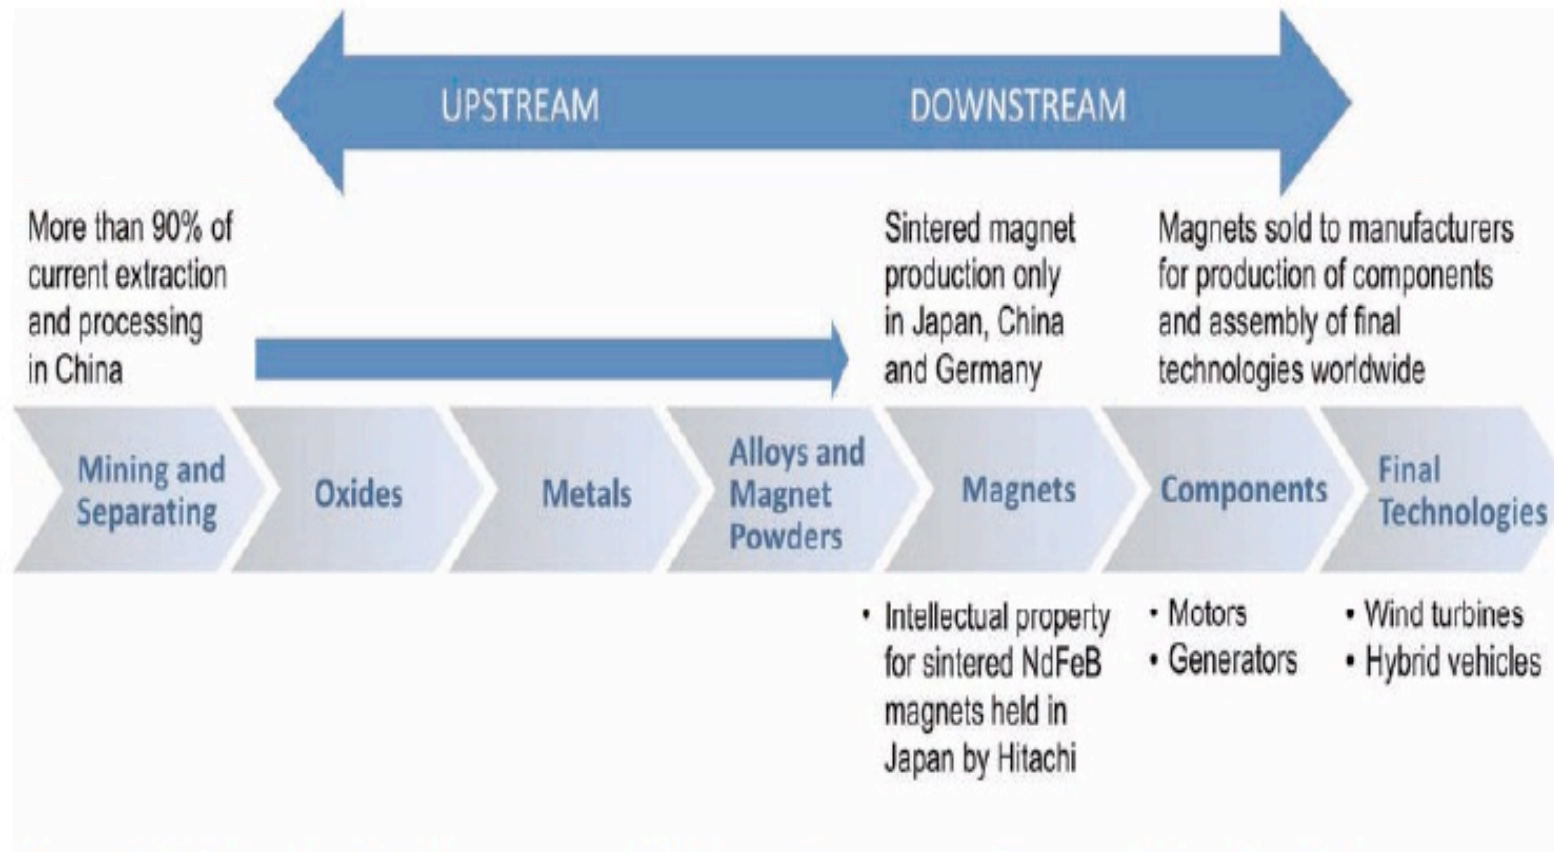 UPSTREAM
DOWNSTREAM
More than 90% of
current extraction
and processing
in China
Sintered magnet
production only
in Japan, China
and Germany
Magnets sold to manufacturers
for production of components
and assembly of final
technologies worldwide
Mining and
Separating
Oxides
Metals
Alloys and
Magnet
Powders
Magnets
Components
Final
Technologies
• Intellectual property
for sintered NdFeB
magnets held in
Japan by Hitachi
• Motors
• Generators
• Wind turbines
• Hybrid vehicles